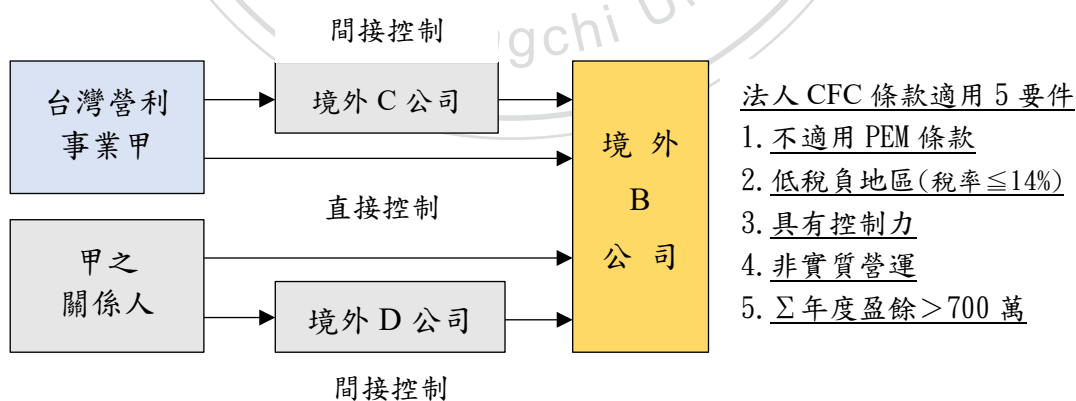 間接控制
gchi U
台灣營利
事業甲
境外 C 公司
直接控制
甲之
關係人
境外 D 公司
間接控制
境 外
B
公 司
法人 CFC 條款適用 5 要件
1. 不適用 PEM 條款
2. 低稅負地區(稅率≦14%)
3. 具有控制力
4. 非實質營運
5. Σ年度盈餘＞700 萬